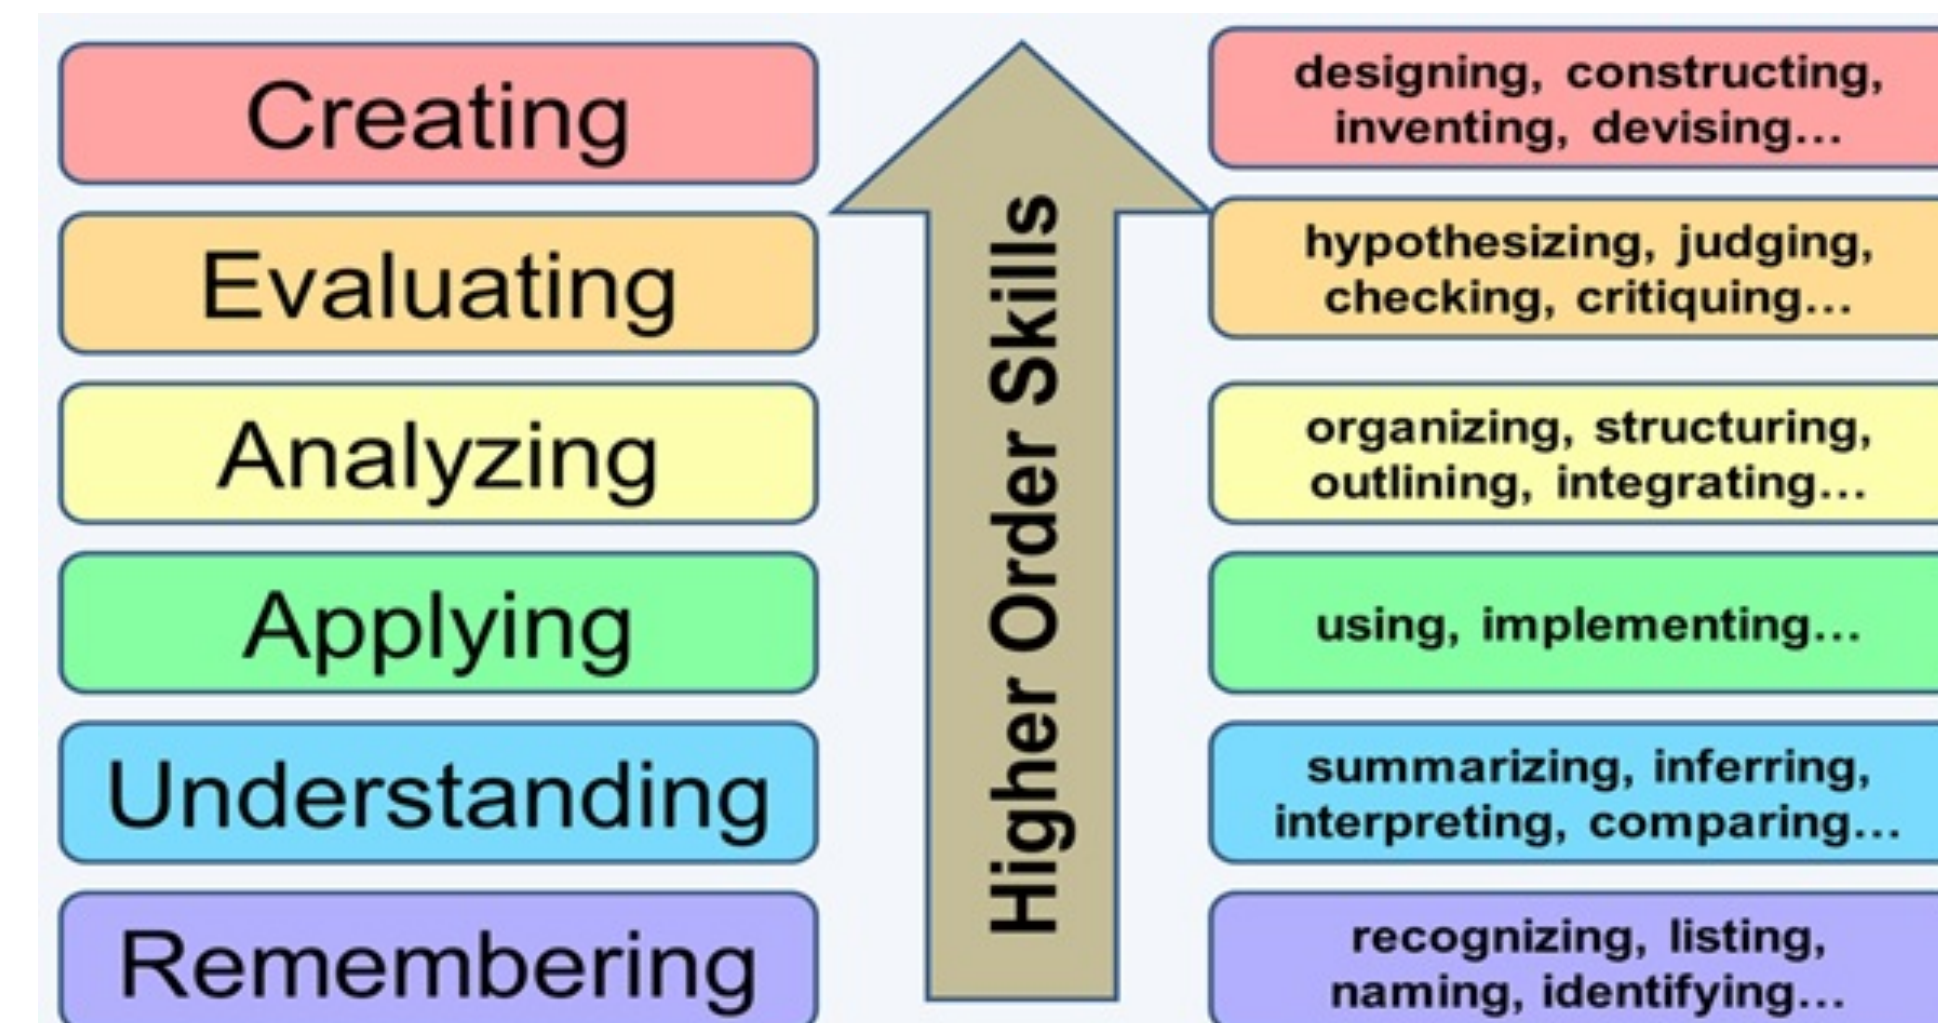 Creating
designing, constructing,
inventing, devising...
Evaluating
hypothesizing, judging,
checking, critiquing...
Analyzing
organizing, structuring,
outlining, integrating...
Applying
using, implementing...
Understanding
summarizing, inferring,
interpreting, comparing...
Remembering
recognizing, listing,
naming, identifying...
Higher Order Skills